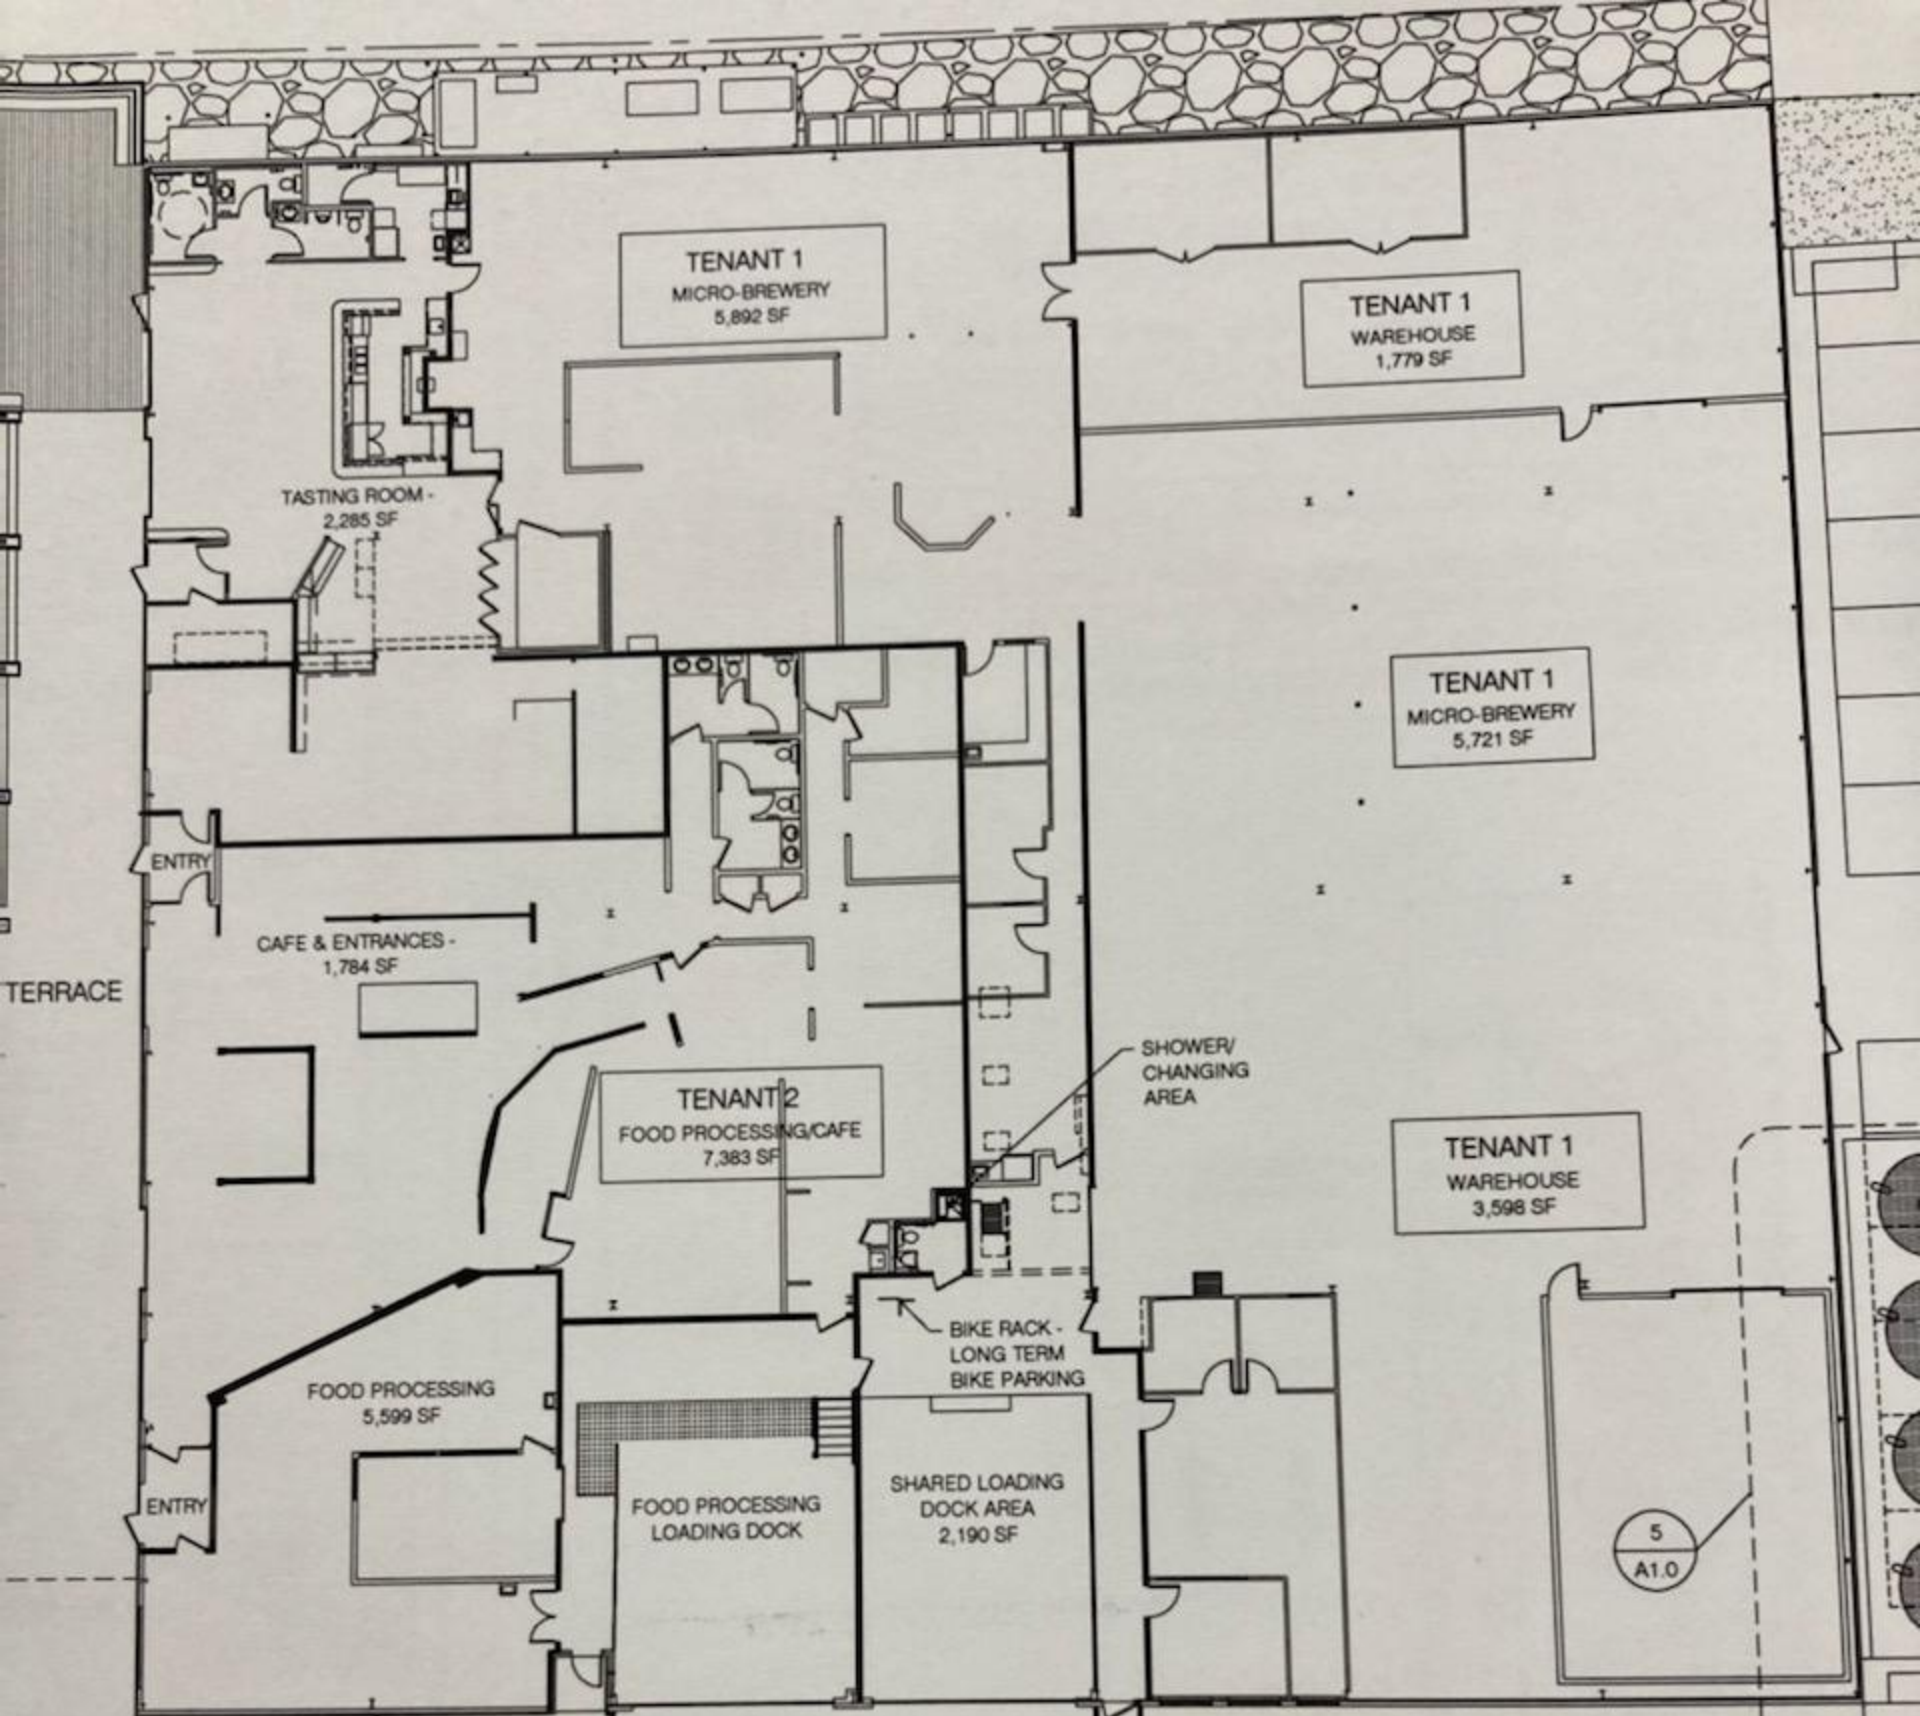 TENANT 1
MICRO-BREWERY
5,892 SF
TENANT 1
WAREHOUSE
1,779 SF
TASTING ROOM -
2,285 SF
TENANT 1
MICRO-BREWERY
5,721 SF
ENTRY
CAFE & ENTRANCES -
1,784 SF
TERRACE
SHOWER/
CHANGING
AREA
TENANT 2
FOOD PROCESSING/CAFE
7,383 SF
TENANT 1
WAREHOUSE
3,598 SF
BIKE RACK -
LONG TERM
BIKE PARKING
FOOD PROCESSING
5,599 SF
ENTRY
FOOD PROCESSING
LOADING DOCK
SHARED LOADING
DOCK AREA
2,190 SF
5
A1.0